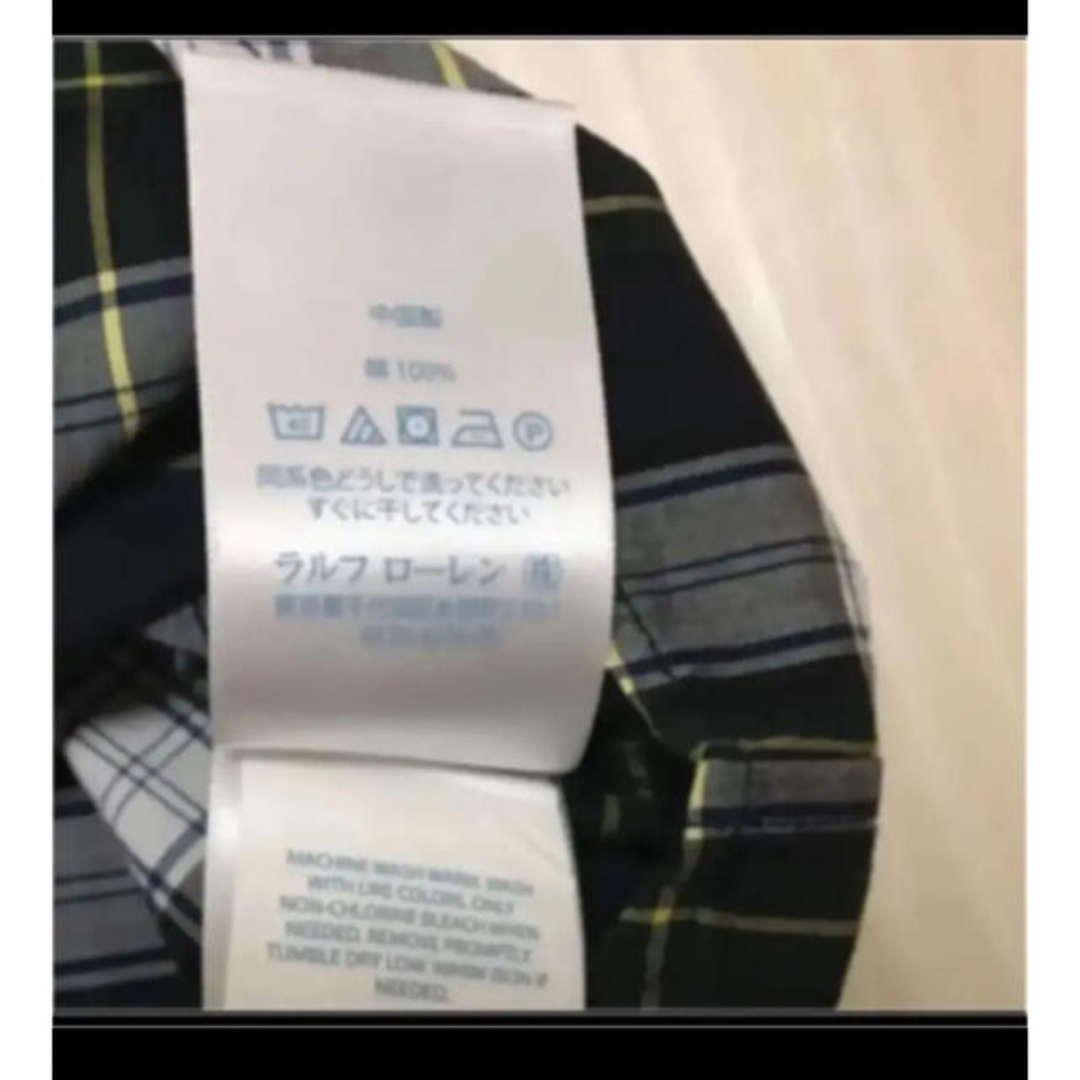 中国製
綿 100%
P
同系色どうしで洗ってください
すぐに干してください
ラルフ ローレン ㈱
MACHINE WASH WARM. WASH
WITH LIKE COLORS. ONLY
NON-CHLORINE BLEACH WHEN
NEEDED. REMOVE PROMPTLY.
TUMBLE DRY LOW. WARM IRON IF
NEEDED.